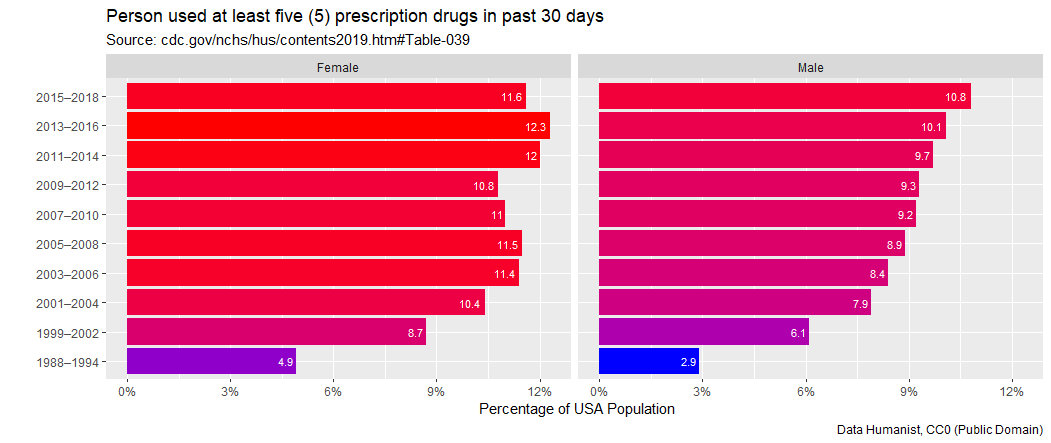 Person used at least five (5) prescription drugs in past 30 days
Source: cdc.gov/nchs/hus/contents2019.htm#Table-039
Female Male
2015–2018 11.6 10.8
2013–2016 12.3 10.1
2011–2014 12 9.7
2009–2012 10.8 9.3
2007–2010 11 9.2
2005–2008 11.5 8.9
2003–2006 11.4 8.4
2001–2004 10.4 7.9
1999–2002 8.7 6.1
1988–1994 4.9 2.9
0% 3% 6% 9% 12% 0% 3% 6% 9% 12%
Percentage of USA Population
Data Humanist, CC0 (Public Domain)